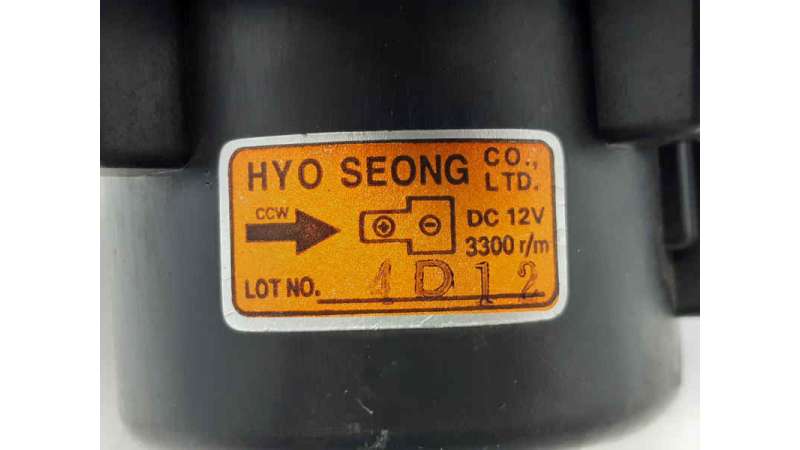 HYO SEONG CO., LTD.
CCW
DC 12V
3300 r/m
LOT NO. 4D12